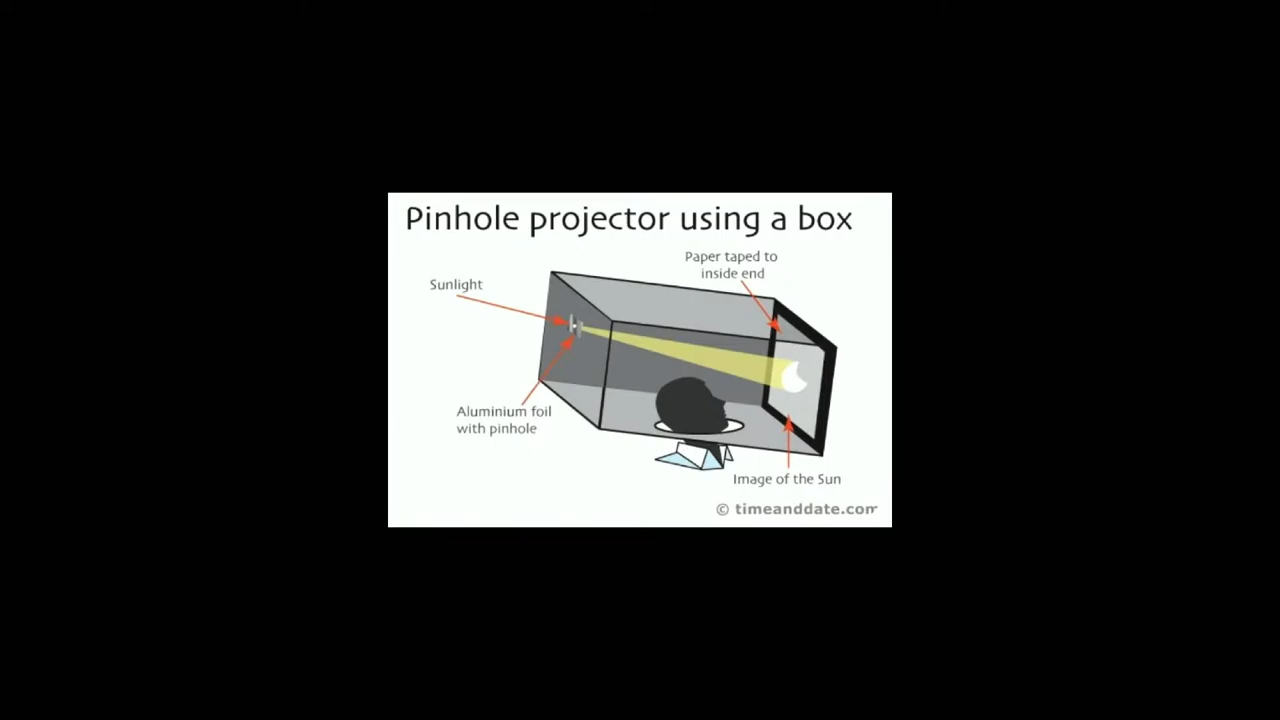 Pinhole projector using a box
Paper taped to
inside end
Sunlight
Aluminium foil
with pinhole
Image of the Sun
© timeanddate.com